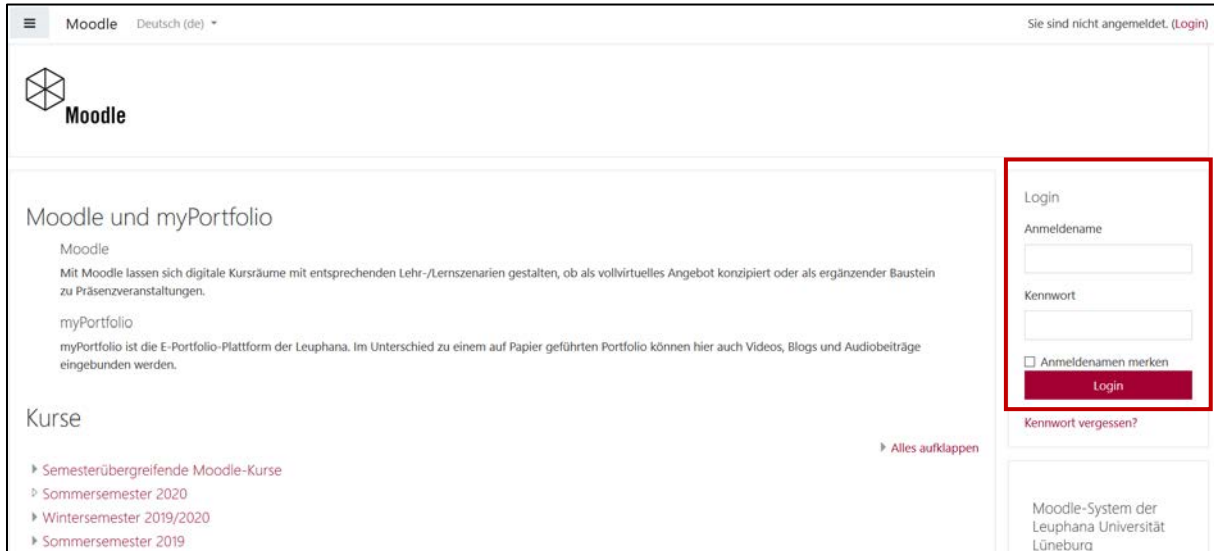 Moodle Deutsch (de)
Sie sind nicht angemeldet. (Login)
Moodle
Moodle und myPortfolio
Moodle
Mit Moodle lassen sich digitale Kursräume mit entsprechenden Lehr-/Lernszenarien gestalten, ob als vollvirtuelles Angebot konzipiert oder als ergänzender Baustein
zu Präsenzveranstaltungen.
myPortfolio
myPortfolio ist die E-Portfolio-Plattform der Leuphana. Im Unterschied zu einem auf Papier geführten Portfolio können hier auch Videos, Blogs und Audiobeiträge
eingebunden werden.
Kurse
Alles aufklappen
Semesterübergreifende Moodle-Kurse
Sommersemester 2020
Wintersemester 2019/2020
Sommersemester 2019
Login
Anmeldename
Kennwort
Anmeldenamen merken
Login
Kennwort vergessen?
Moodle-System der
Leuphana Universität
Lüneburg